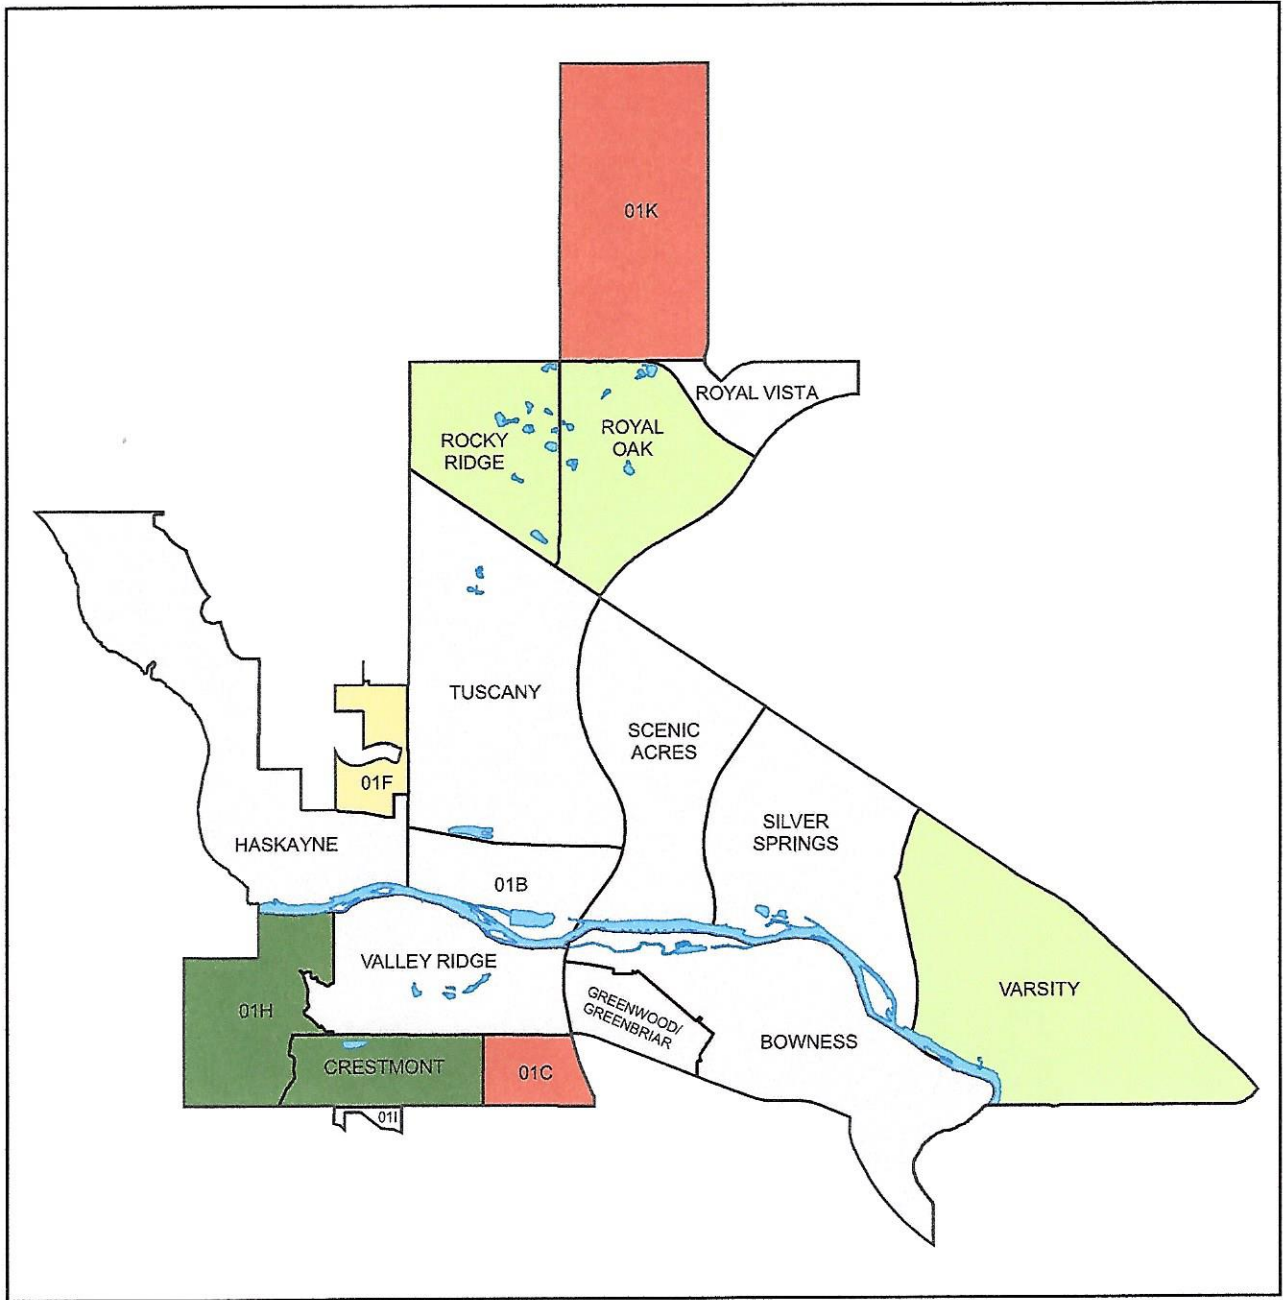 01K
ROYAL VISTA
ROCKY
RIDGE
ROYAL
OAK
TUSCANY
SCENIC
ACRES
01F
HASKAYNE
SILVER
SPRINGS
01B
VALLEY RIDGE
01H
GREENWOOD/
GREENBRIAR
BOWNESS
VARSITY
CRESTMONT
01C
01I